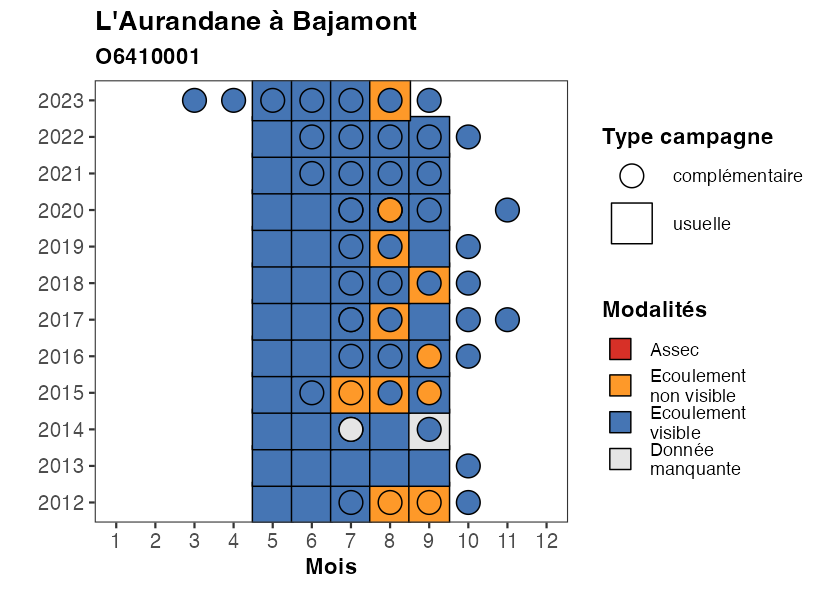 L'Aurandane à Bajamont
O6410001
2023
2022
2021
2020
2019
2018
2017
2016
2015
2014
2013
2012
1 2 3 4 5 6 7 8 9 10 11 12
Mois
Type campagne
complémentaire
usuelle
Modalités
Assec
Ecoulement
non visible
Ecoulement
visible
Donnée
manquante